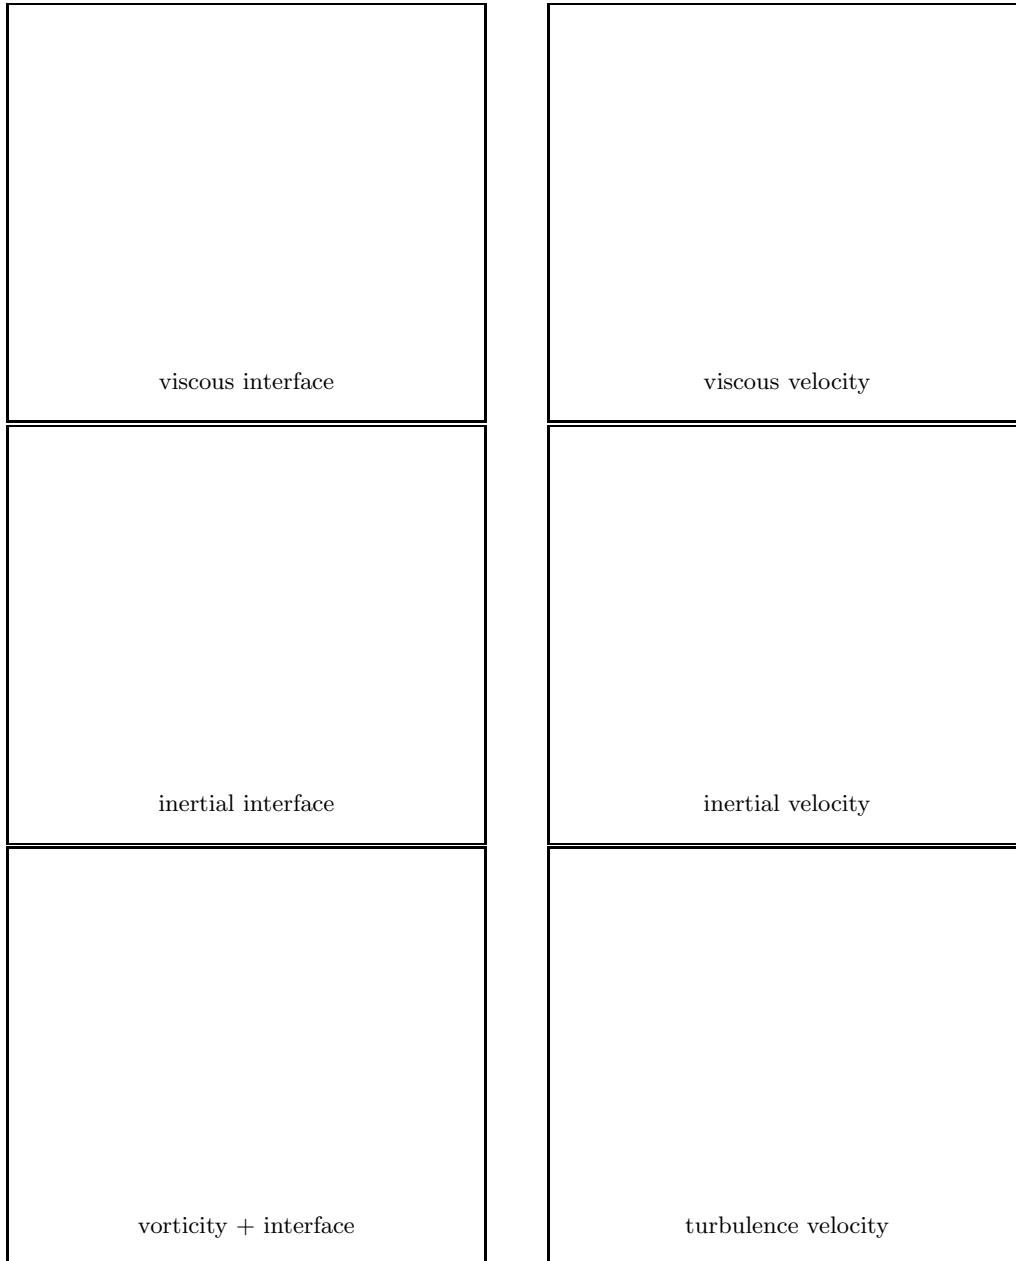 viscous interface
viscous velocity
inertial interface
inertial velocity
vorticity + interface
turbulence velocity